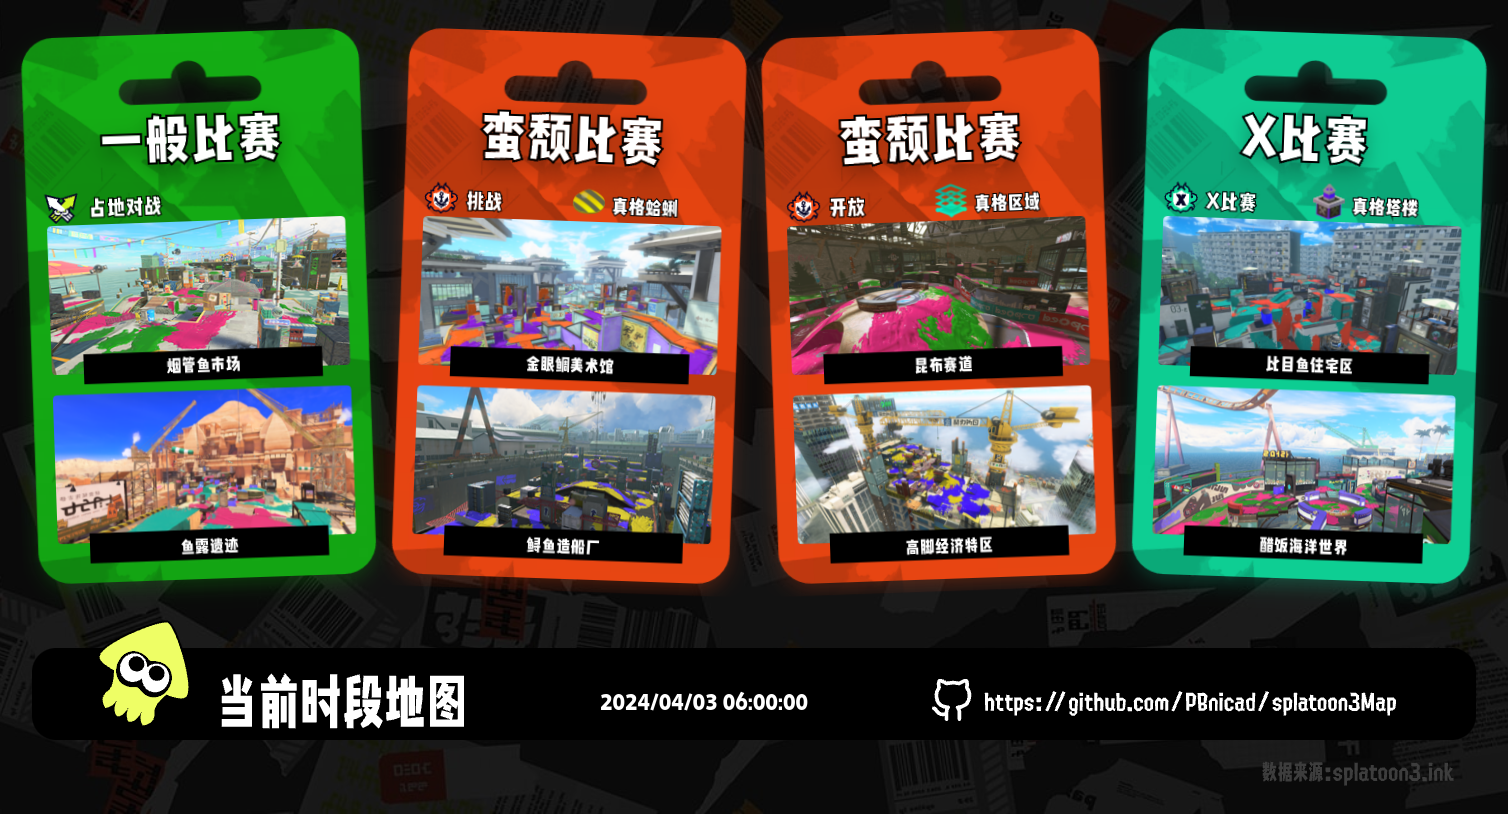 一般比赛
占地对战
烟管鱼市场
鱼露遗迹
蛮颓比赛
挑战
真格蛤蜊
金眼鲷美术馆
鲟鱼造船厂
蛮颓比赛
开放
真格区域
昆布赛道
高脚经济特区
X比赛
X比赛
真格塔楼
比目鱼住宅区
醋饭海洋世界
当前时段地图
2024/04/03 06:00:00
https://github.com/PBnicad/splatoon3Map
数据来源:splatoon3.ink